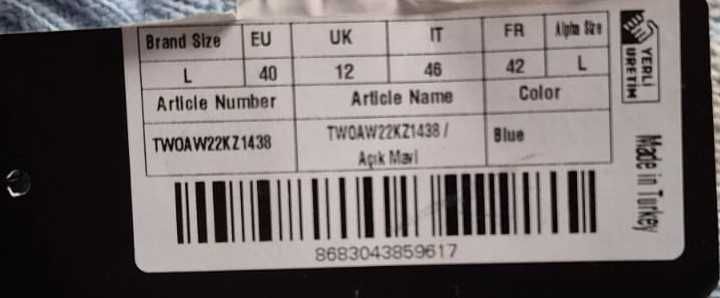 Brand Size EU UK IT FR Alpha Size
L 40 12 46 42 L
Article Number Article Name Color
TWOAW22KZ1438 TWOAW22KZ1438 / Blue
Açık Mavi
8683043859617
YERLİ
ÜRETİM
Made in Turkey